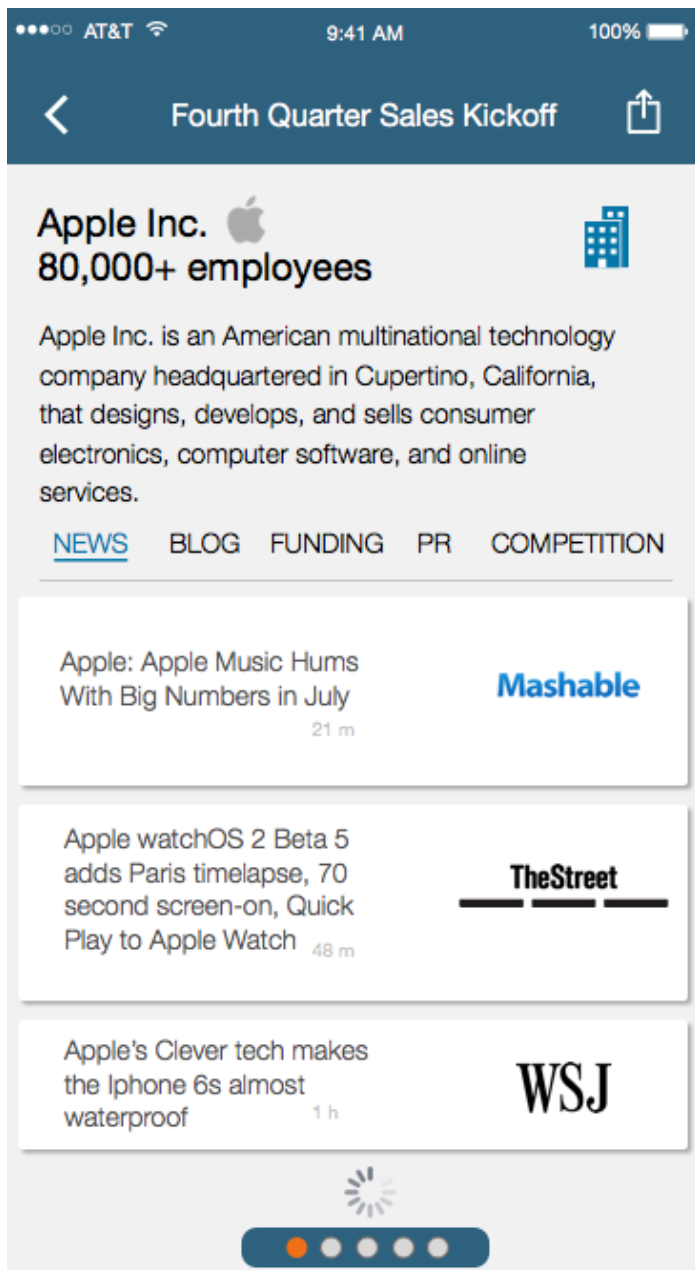 AT&T
9:41 AM
100%
Fourth Quarter Sales Kickoff
Apple Inc.
80,000+ employees
Apple Inc. is an American multinational technology
company headquartered in Cupertino, California,
that designs, develops, and sells consumer
electronics, computer software, and online
services.
NEWS BLOG FUNDING PR COMPETITION
Apple: Apple Music Hums
With Big Numbers in July
21 m
Mashable
Apple watchOS 2 Beta 5
adds Paris timelapse, 70
second screen-on, Quick
Play to Apple Watch 48 m
TheStreet
Apple's Clever tech makes
the Iphone 6s almost
waterproof 1 h
WSJ